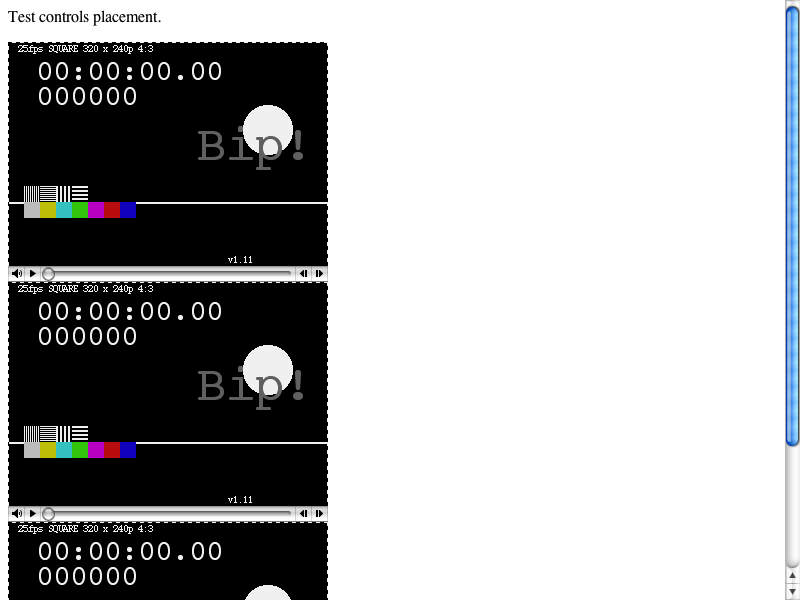 Test controls placement.
25fps SQUARE 320 x 240p 4:3
00:00:00.00
000000
Bip!
v1.11
25fps SQUARE 320 x 240p 4:3
00:00:00.00
000000
Bip!
v1.11
25fps SQUARE 320 x 240p 4:3
00:00:00.00
000000